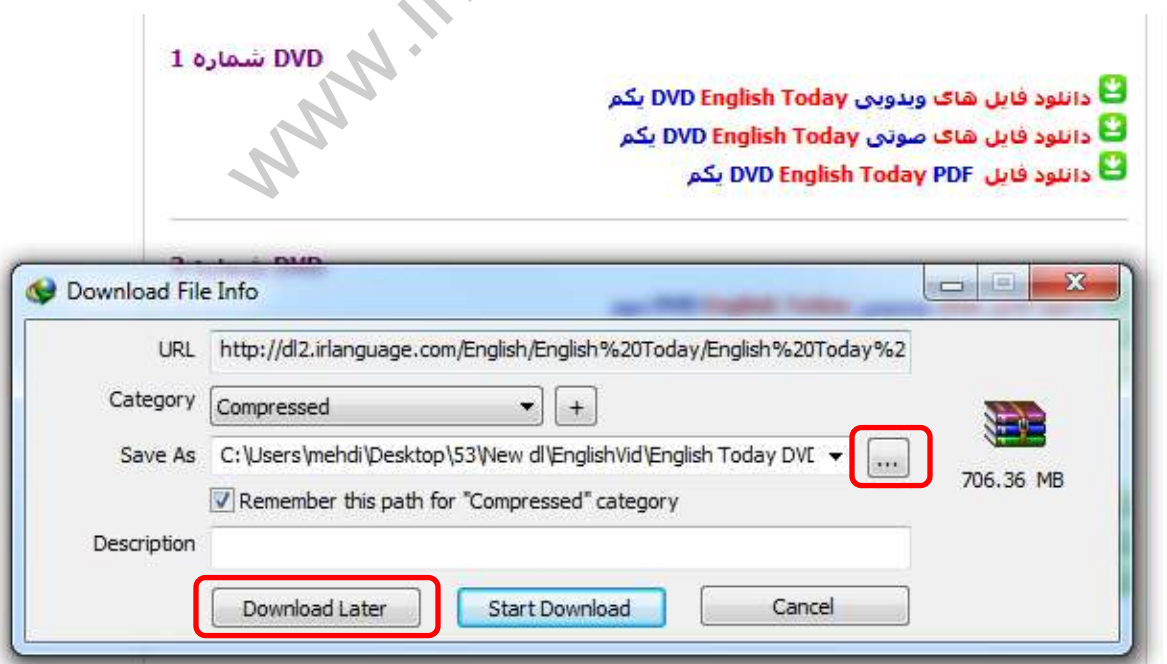 www.ir
DVD شماره 1
دانلود فایل های ویدویی DVD English Today یکم
دانلود فایل های صوتی DVD English Today یکم
دانلود فایل DVD English Today PDF یکم
Download File Info
URL http://dl2.irlanguage.com/English/English%20Today/English%20Today%2
Category Compressed +
Save As C:\Users\mehdi\Desktop\53\New dl\EnglishVid\English Today DVD ...
706.36 MB
Remember this path for "Compressed" category
Description
Download Later Start Download Cancel